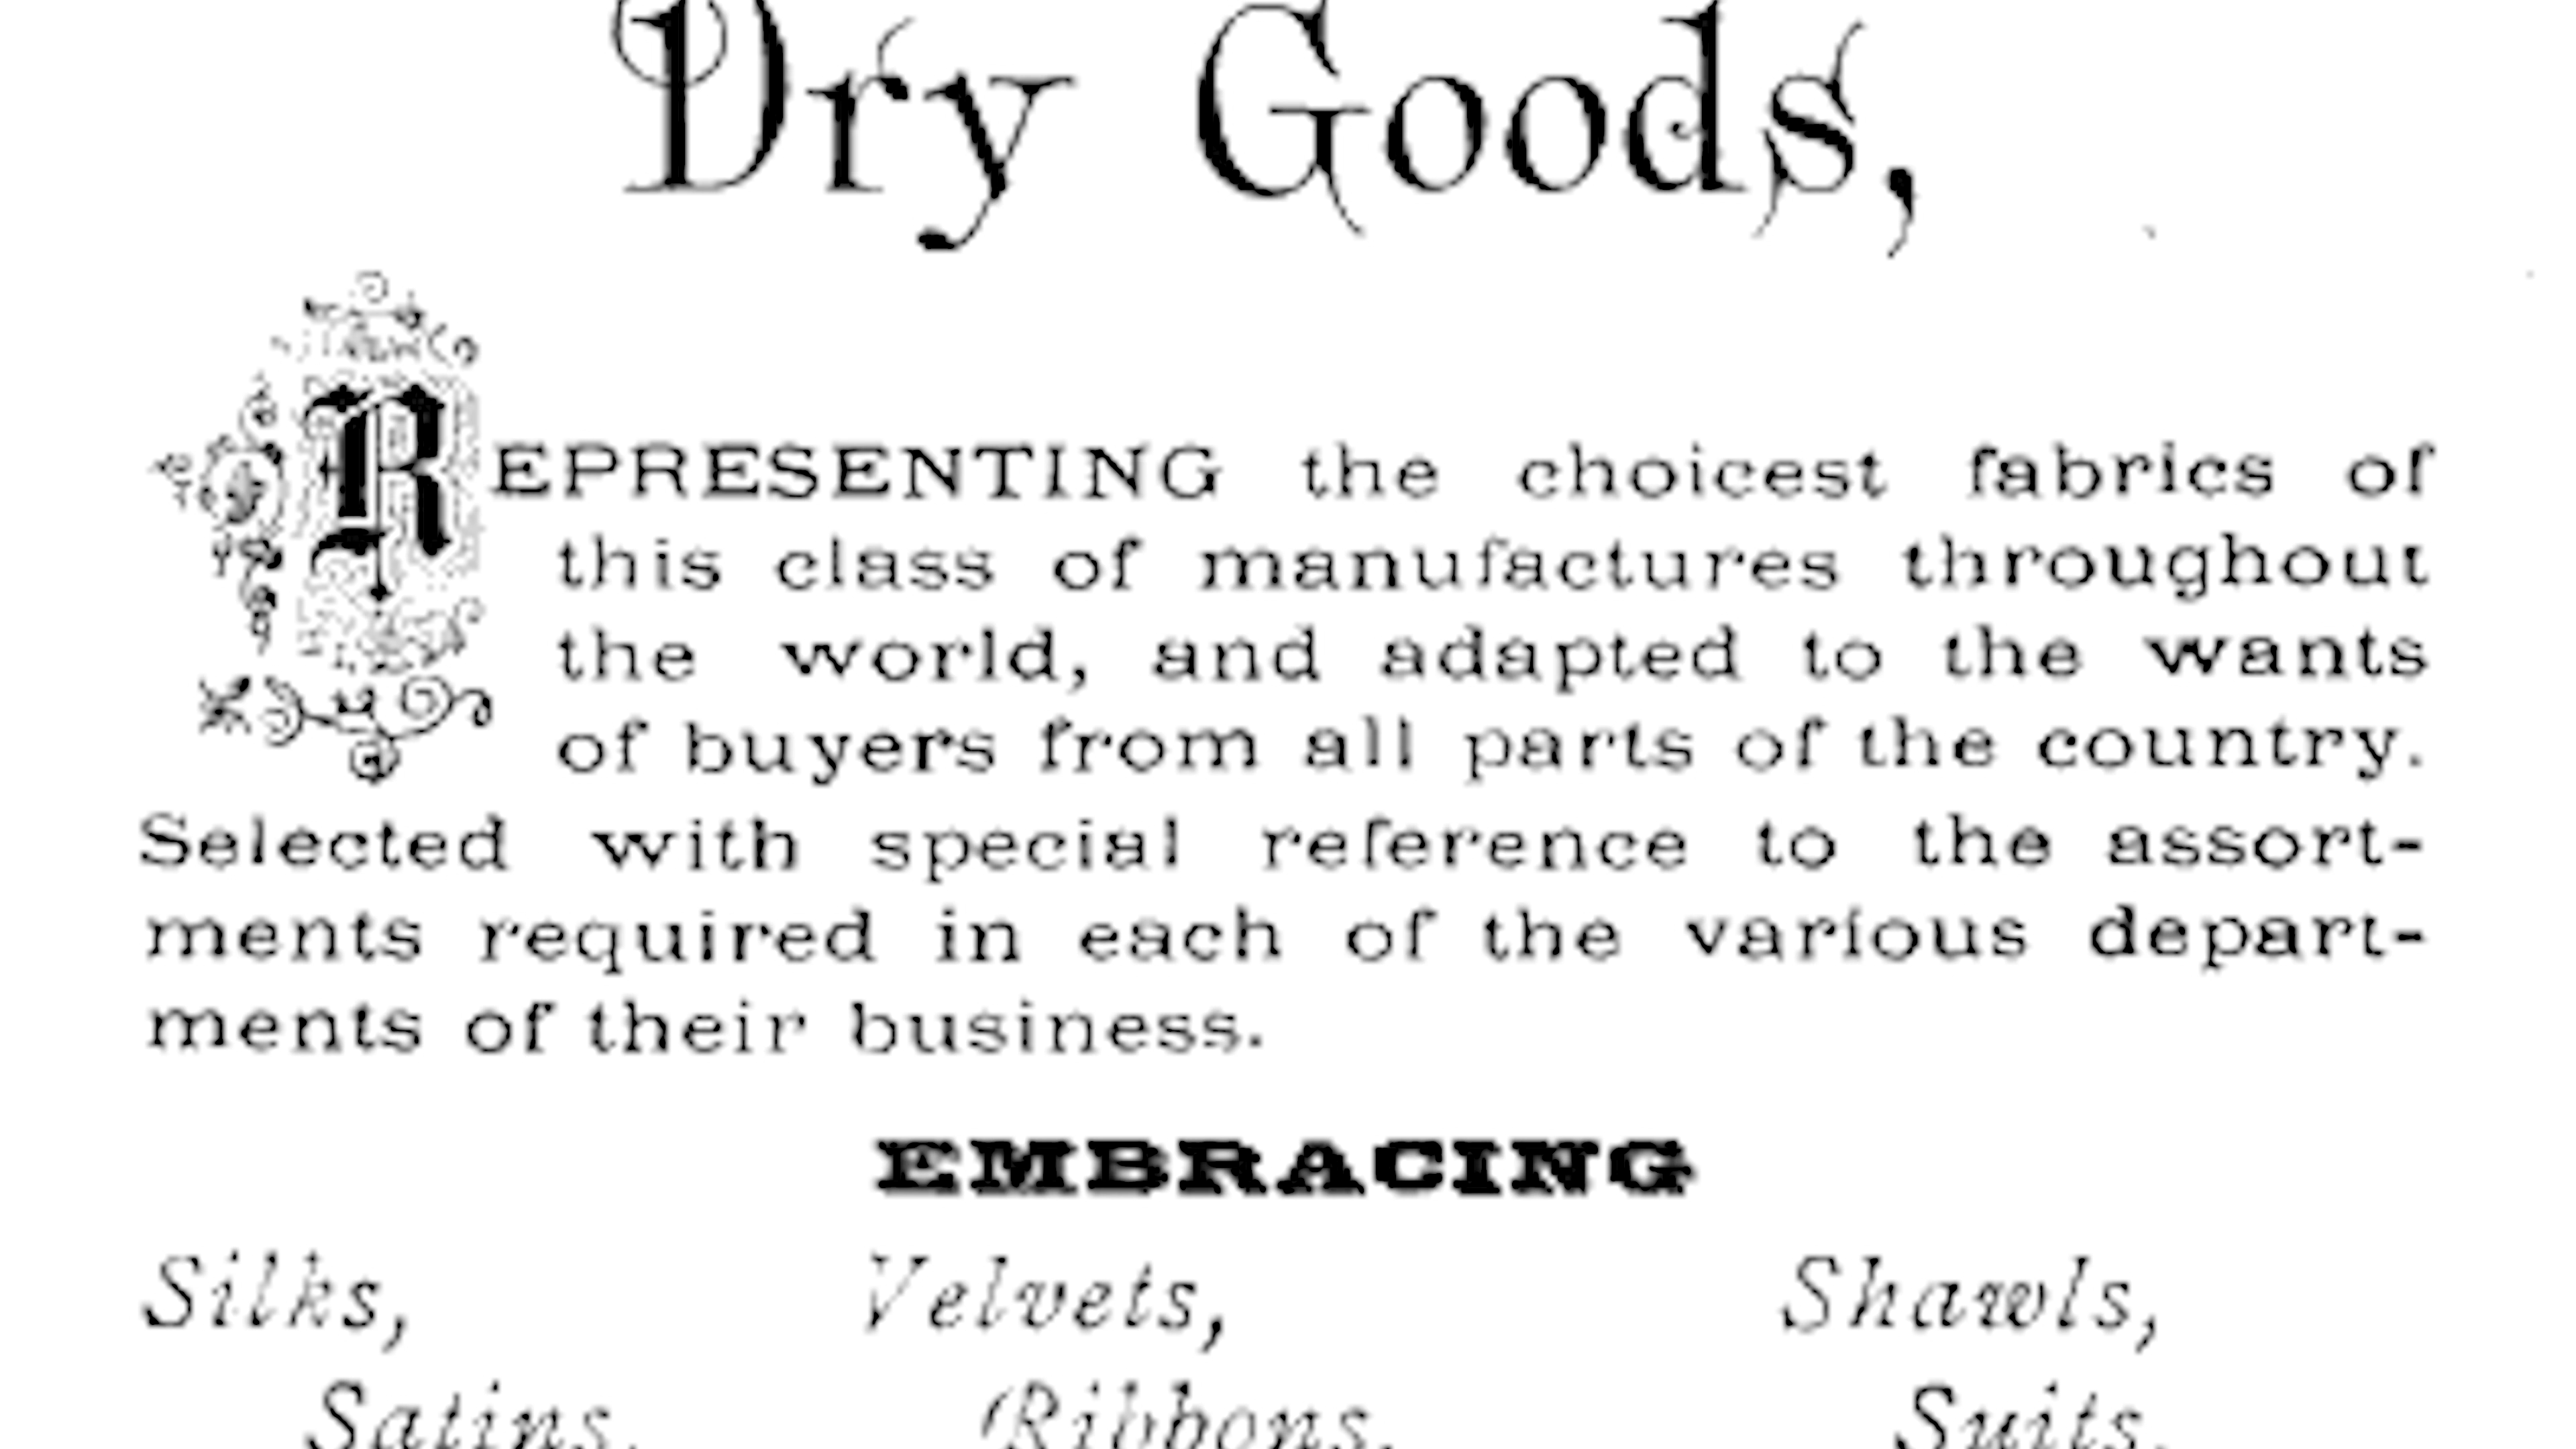 Dry Goods,
REPRESENTING the choicest fabrics of
this class of manufactures throughout
the world, and adapted to the wants
of buyers from all parts of the country.
Selected with special reference to the assort-
ments required in each of the various depart-
ments of their business.
EMBRACING
Silks, Velvets, Shawls,
Satins, Ribbons, Suits,